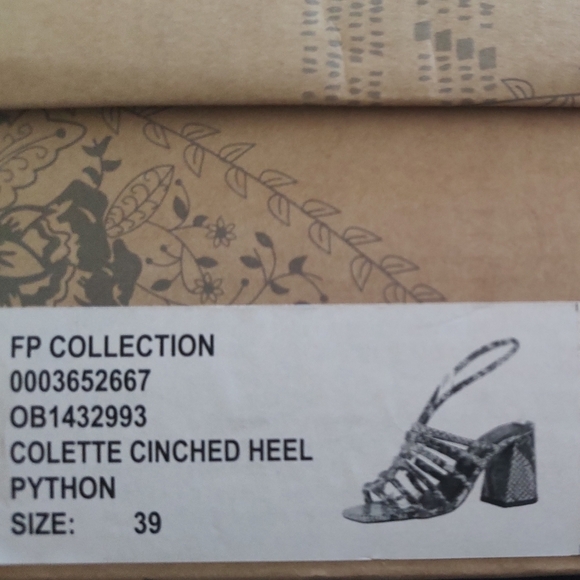 FP COLLECTION
0003652667
OB1432993
COLETTE CINCHED HEEL
PYTHON
SIZE: 39